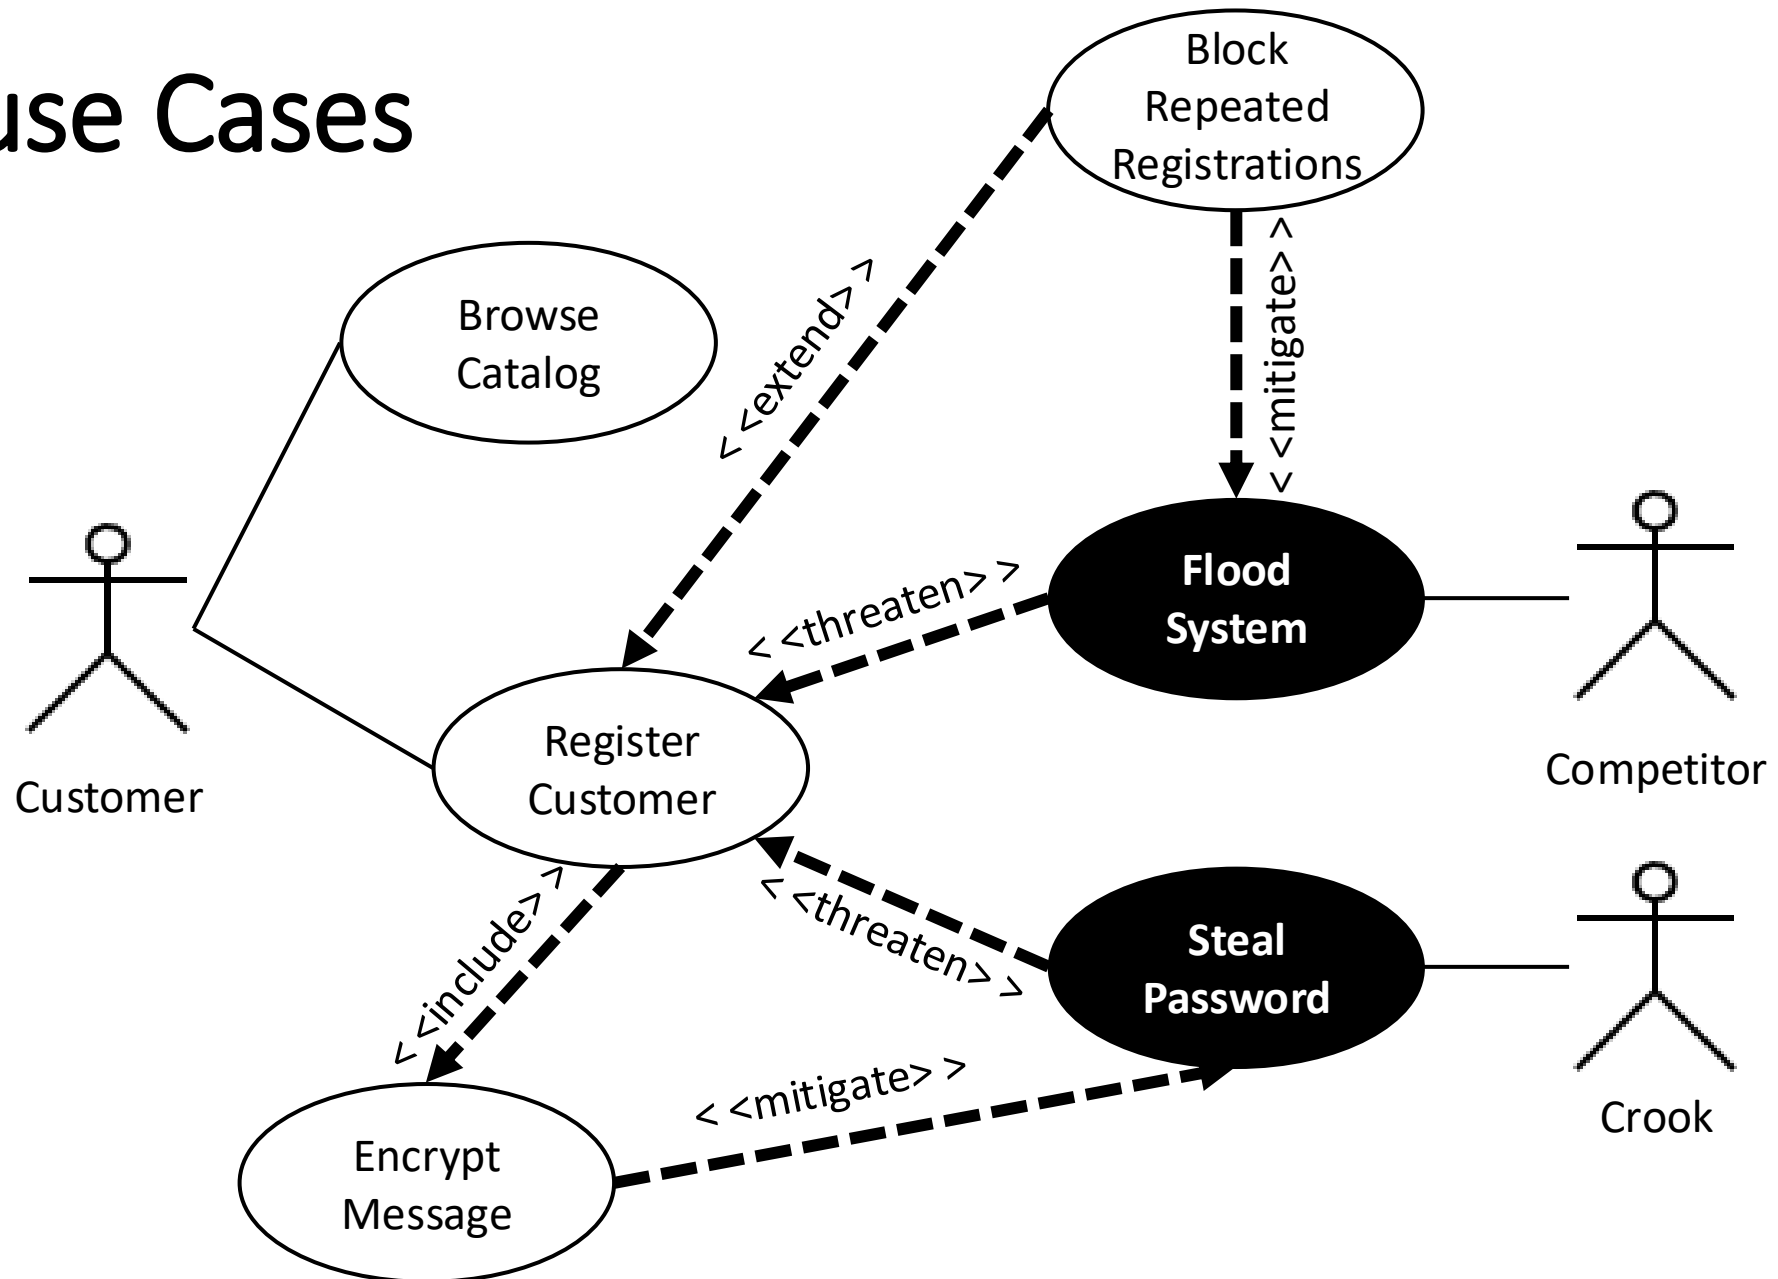 use Cases
Block
Repeated
Registrations
Browse
Catalog
< <extend> >
< <mitigate> >
Flood
System
< <threaten> >
Customer
Register
Customer
Competitor
< <threaten> >
< <include> >
Steal
Password
< <mitigate> >
Crook
Encrypt
Message